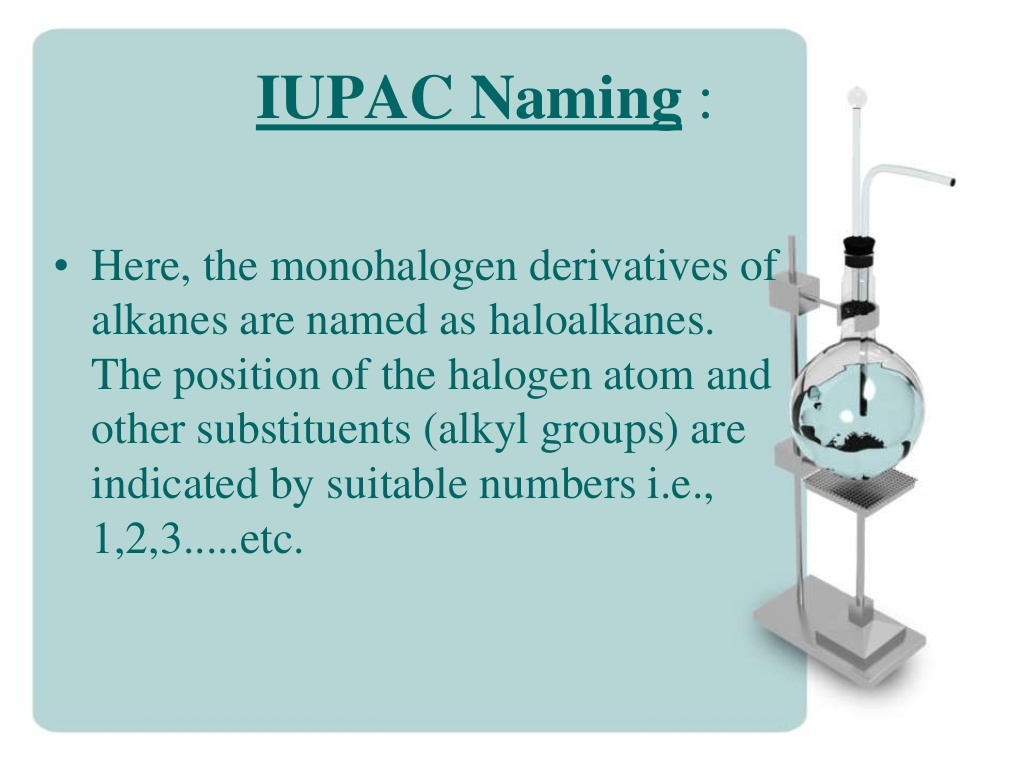 IUPAC Naming :
• Here, the monohalogen derivatives of
alkanes are named as haloalkanes.
The position of the halogen atom and
other substituents (alkyl groups) are
indicated by suitable numbers i.e.,
1,2,3.....etc.